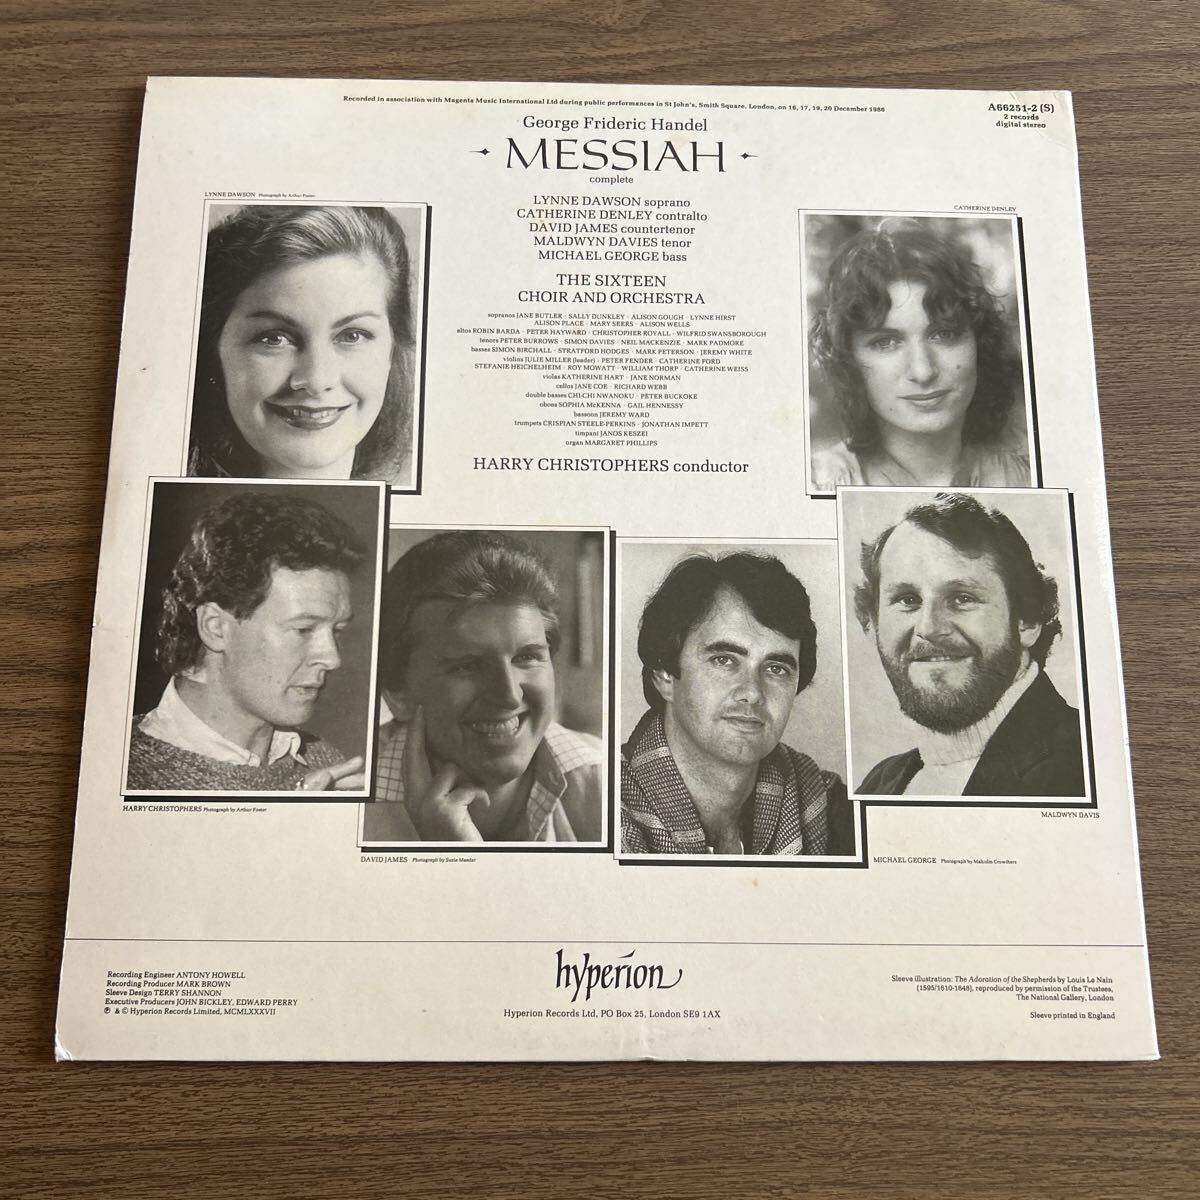 Recorded in association with Magenta Music International Ltd during public performances in St John's, Smith Square, London, on 16, 17, 19, 20 December 1986
A66251-2 (S)
2 records
digital stereo
George Frideric Handel
MESSIAH
complete
LYNNE DAWSON soprano
CATHERINE DENLEY contralto
DAVID JAMES countertenor
MALDWYN DAVIES tenor
MICHAEL GEORGE bass
THE SIXTEEN
CHOIR AND ORCHESTRA
sopranos JANE BUTLER · SALLY DUNKLEY · ALISON GOUGH · LYNNE HIRST
ALISON PLACE · MARY SEERS · ALISON WELLS
altos ROBIN BARDA · PETER HAYWARD · CHRISTOPHER ROYALL · WILFRID SWANSBOROUGH
tenors PETER BURROWS · SIMON DAVIES · NEIL MACKENZIE · MARK PADMORE
basses SIMON BIRCHALL · STRATFORD HODGES · MARK PETERSON · JEREMY WHITE
violins JULIE MILLER (leader) · PETER FENDER · CATHERINE FORD
STEFANIE HEICHELHEIM · ROY MOWATT · WILLIAM THORP · CATHERINE WEISS
violas KATHERINE HART · JANE NORMAN
cellos JANE COE · RICHARD WEBB
double basses CHI-CHI NWANOKU · PETER BUCKOKE
oboes SOPHIA McKENNA · GAIL HENNESSY
bassoon JEREMY WARD
trumpets CRISPIAN STEELE-PERKINS · JONATHAN IMPETT
timpani JANOS KESZEI
organ MARGARET PHILLIPS
HARRY CHRISTOPHERS conductor
LYNNE DAWSON Photograph by Arthur Foster
CATHERINE DENLEY
HARRY CHRISTOPHERS Photograph by Arthur Foster
DAVID JAMES Photograph by Suzie Maeder
MICHAEL GEORGE Photograph by Malcolm Crowthers
MALDWYN DAVIS
Recording Engineer ANTONY HOWELL
Recording Producer MARK BROWN
Sleeve Design TERRY SHANNON
Executive Producers JOHN BICKLEY, EDWARD PERRY
℗ & © Hyperion Records Limited, MCMLXXXVII
hyperion
Hyperion Records Ltd, PO Box 25, London SE9 1AX
Sleeve illustration: The Adoration of the Shepherds by Louis Le Nain
(1595/1610-1648), reproduced by permission of the Trustees,
The National Gallery, London
Sleeve printed in England